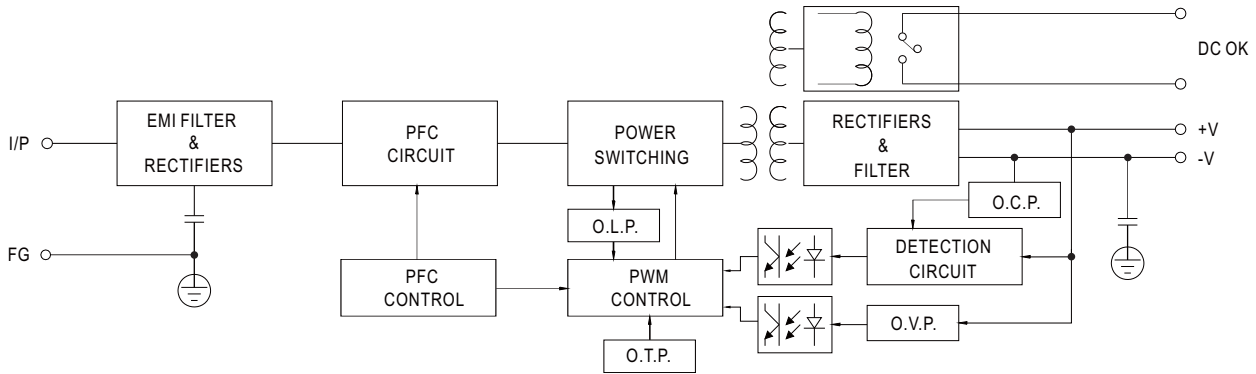 DC OK
EMI FILTER
&
RECTIFIERS
PFC
CIRCUIT
POWER
SWITCHING
RECTIFIERS
&
FILTER
+V
-V
I/P
O.C.P.
O.L.P.
FG
DETECTION
CIRCUIT
PFC
CONTROL
PWM
CONTROL
O.V.P.
O.T.P.